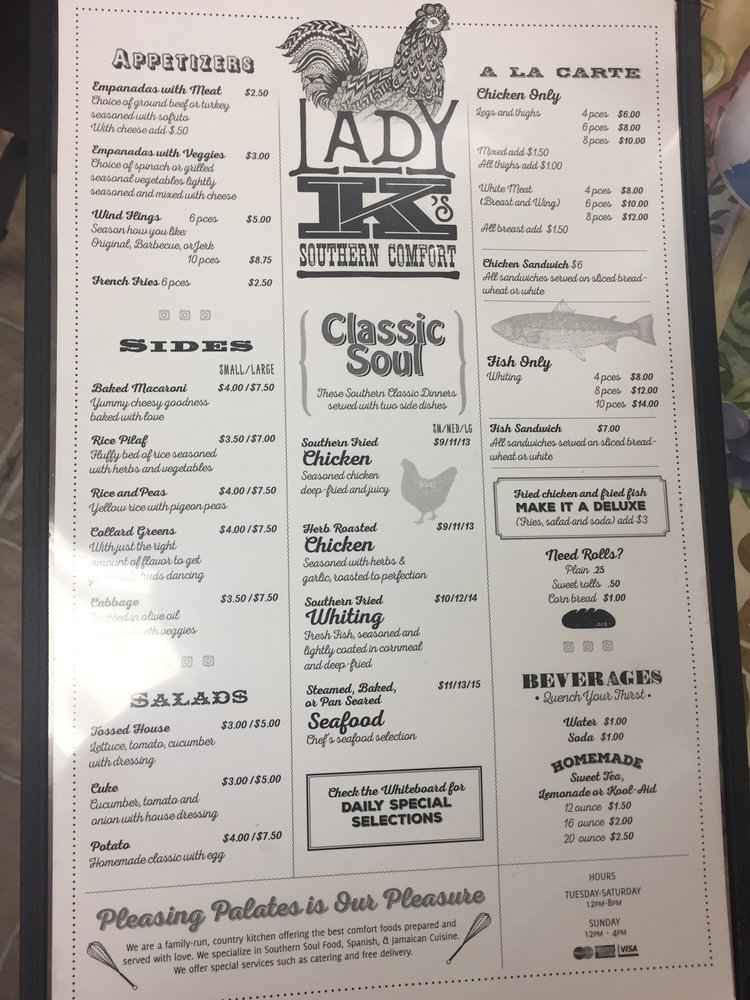 LADY
K's
SOUTHERN COMFORT
APPETIZERS
Empanadas with Meat $2.50
Choice of ground beef or turkey
seasoned with sofrito
With cheese add $.50
Empanadas with Veggies $3.00
Choice of spinach or grilled
seasonal vegetables lightly
seasoned and mixed with cheese
Wind Flings 6 pces $5.00
Season how you like:
Original, Barbecue, or Jerk
10 pces $8.75
French Fries 6 pces $2.50
SIDES
SMALL/LARGE
Baked Macaroni $4.00 / $7.50
Yummy cheesy goodness
baked with love
Rice Pilaf $3.50 / $7.00
Fluffy bed of rice seasoned
with herbs and vegetables
Rice and Peas $4.00 / $7.50
Yellow rice with pigeon peas
Collard Greens $4.00 / $7.50
With just the right
amount of flavor to get
buds dancing
Cabbage $3.50 / $7.50
in olive oil
with veggies
SALADS
Tossed House $3.00 / $5.00
Lettuce, tomato, cucumber
with dressing
Cuke $3.00 / $5.00
Cucumber, tomato and
onion with house dressing
Potato $4.00 / $7.50
Homemade classic with egg
Classic
Soul
These Southern Classic Dinners
served with two side dishes
SM/MED/LG
Southern Fried $9/11/13
Chicken
Seasoned chicken
deep-fried and juicy
Herb Roasted $9/11/13
Chicken
Seasoned with herbs &
garlic, roasted to perfection
Southern Fried $10/12/14
Whiting
Fresh Fish, seasoned and
lightly coated in cornmeal
and deep-fried
Steamed, Baked, $11/13/15
or Pan Seared
Seafood
Chef's seafood selection
Check the Whiteboard for
DAILY SPECIAL
SELECTIONS
A LA CARTE
Chicken Only
Legs and thighs 4 pces $6.00
6 pces $8.00
8 pces $10.00
Mixed add $1.50
All thighs add $1.00
White Meat 4 pces $8.00
(Breast and Wing) 6 pces $10.00
8 pces $12.00
All breast add $1.50
Chicken Sandwich $6
All sandwiches served on sliced bread-
wheat or white
Fish Only
Whiting 4 pces $8.00
8 pces $12.00
10 pces $14.00
Fish Sandwich $7.00
All sandwiches served on sliced bread-
wheat or white
Fried chicken and fried fish
MAKE IT A DELUXE
(Fries, salad and soda) add $3
Need Rolls?
Plain .25
Sweet rolls .50
Corn bread $1.00
BEVERAGES
• Quench Your Thirst •
Water $1.00
Soda $1.00
HOMEMADE
Sweet Tea,
Lemonade or Kool-Aid
12 ounce $1.50
16 ounce $2.00
20 ounce $2.50
Pleasing Palates is Our Pleasure
We are a family-run, country kitchen offering the best comfort foods prepared and
served with love. We specialize in Southern Soul Food, Spanish, & Jamaican Cuisine.
We offer special services such as catering and free delivery.
HOURS
TUESDAY-SATURDAY
12PM-8PM
SUNDAY
12PM - 4PM
VISA